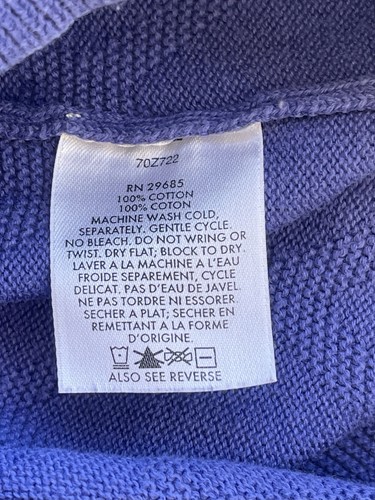 70Z722
RN 29685
100% COTTON
100% COTON
MACHINE WASH COLD,
SEPARATELY. GENTLE CYCLE.
NO BLEACH. DO NOT WRING OR
TWIST. DRY FLAT; BLOCK TO DRY.
LAVER A LA MACHINE A L'EAU
FROIDE SEPAREMENT, CYCLE
DELICAT. PAS D'EAU DE JAVEL.
NE PAS TORDRE NI ESSORER.
SECHER A PLAT; SECHER EN
REMETTANT A LA FORME
D'ORIGINE.
ALSO SEE REVERSE